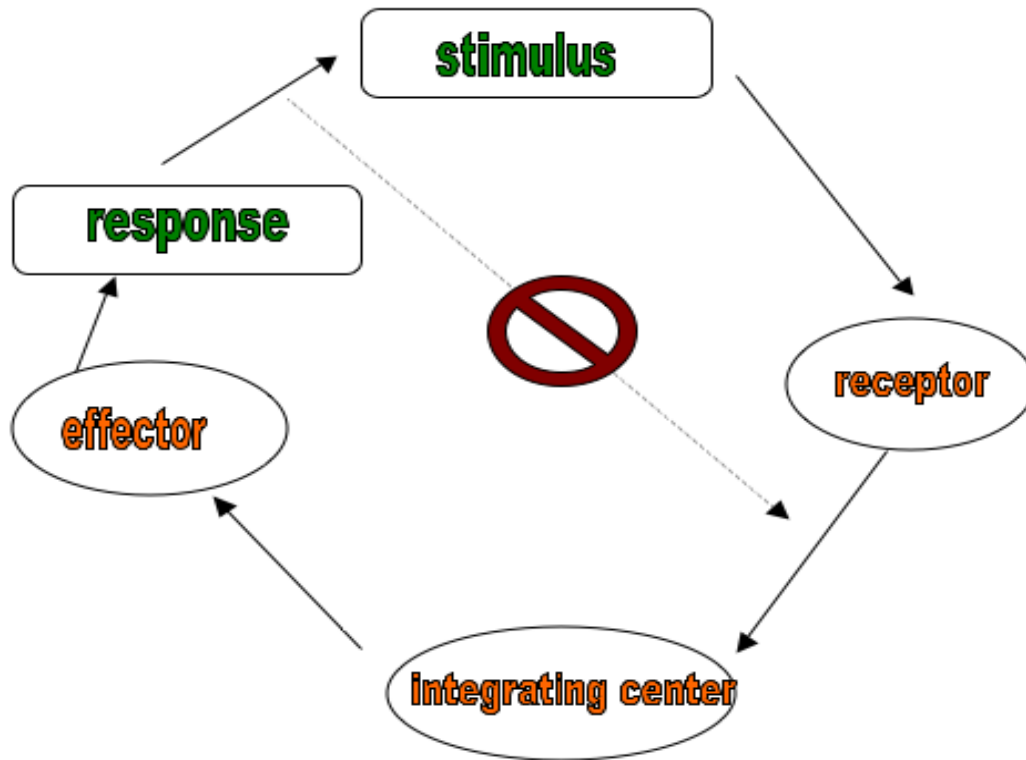 stimulus
response
receptor
effector
integrating center